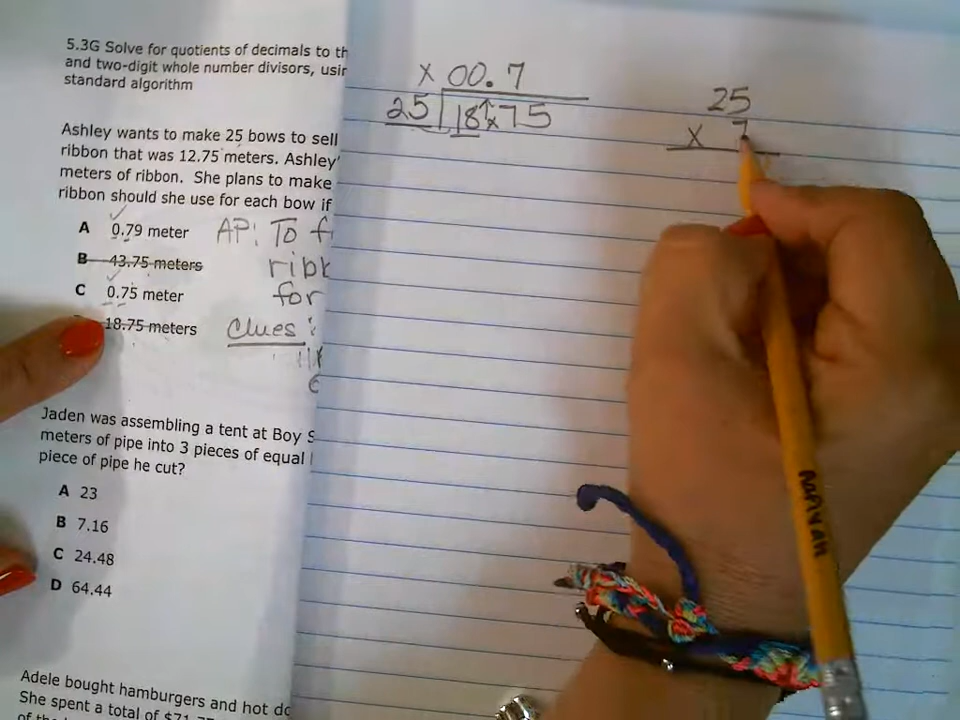 5.3G Solve for quotients of decimals to th
and two-digit whole number divisors, usin
standard algorithm
Ashley wants to make 25 bows to sell
ribbon that was 12.75 meters. Ashley'
meters of ribbon. She plans to make
ribbon should she use for each bow if
A 0.79 meter
B 43.75 meters
C 0.75 meter
18.75 meters
AP: TO f
ribb
for
Clues:
Jaden was assembling a tent at Boy S
meters of pipe into 3 pieces of equal
piece of pipe he cut?
A 23
B 7.16
C 24.48
D 64.44
Adele bought hamburgers and hot do
She spent a total of $71.
x 00.7
25 18.75
25
x 7